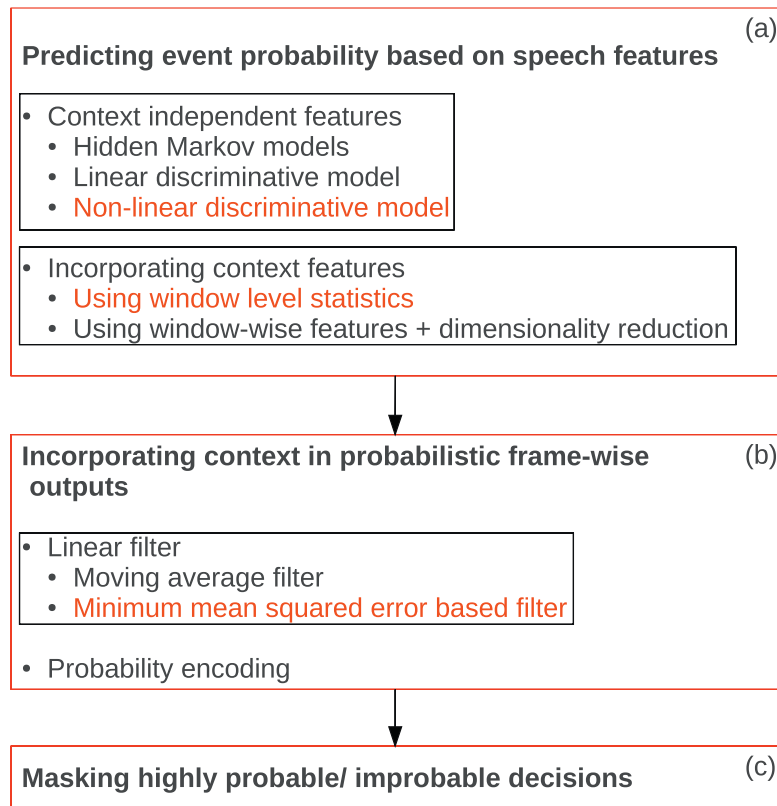 (a)
Predicting event probability based on speech features
• Context independent features
• Hidden Markov models
• Linear discriminative model
• Non-linear discriminative model
• Incorporating context features
• Using window level statistics
• Using window-wise features + dimensionality reduction
(b)
Incorporating context in probabilistic frame-wise
outputs
• Linear filter
• Moving average filter
• Minimum mean squared error based filter
• Probability encoding
(c)
Masking highly probable/ improbable decisions